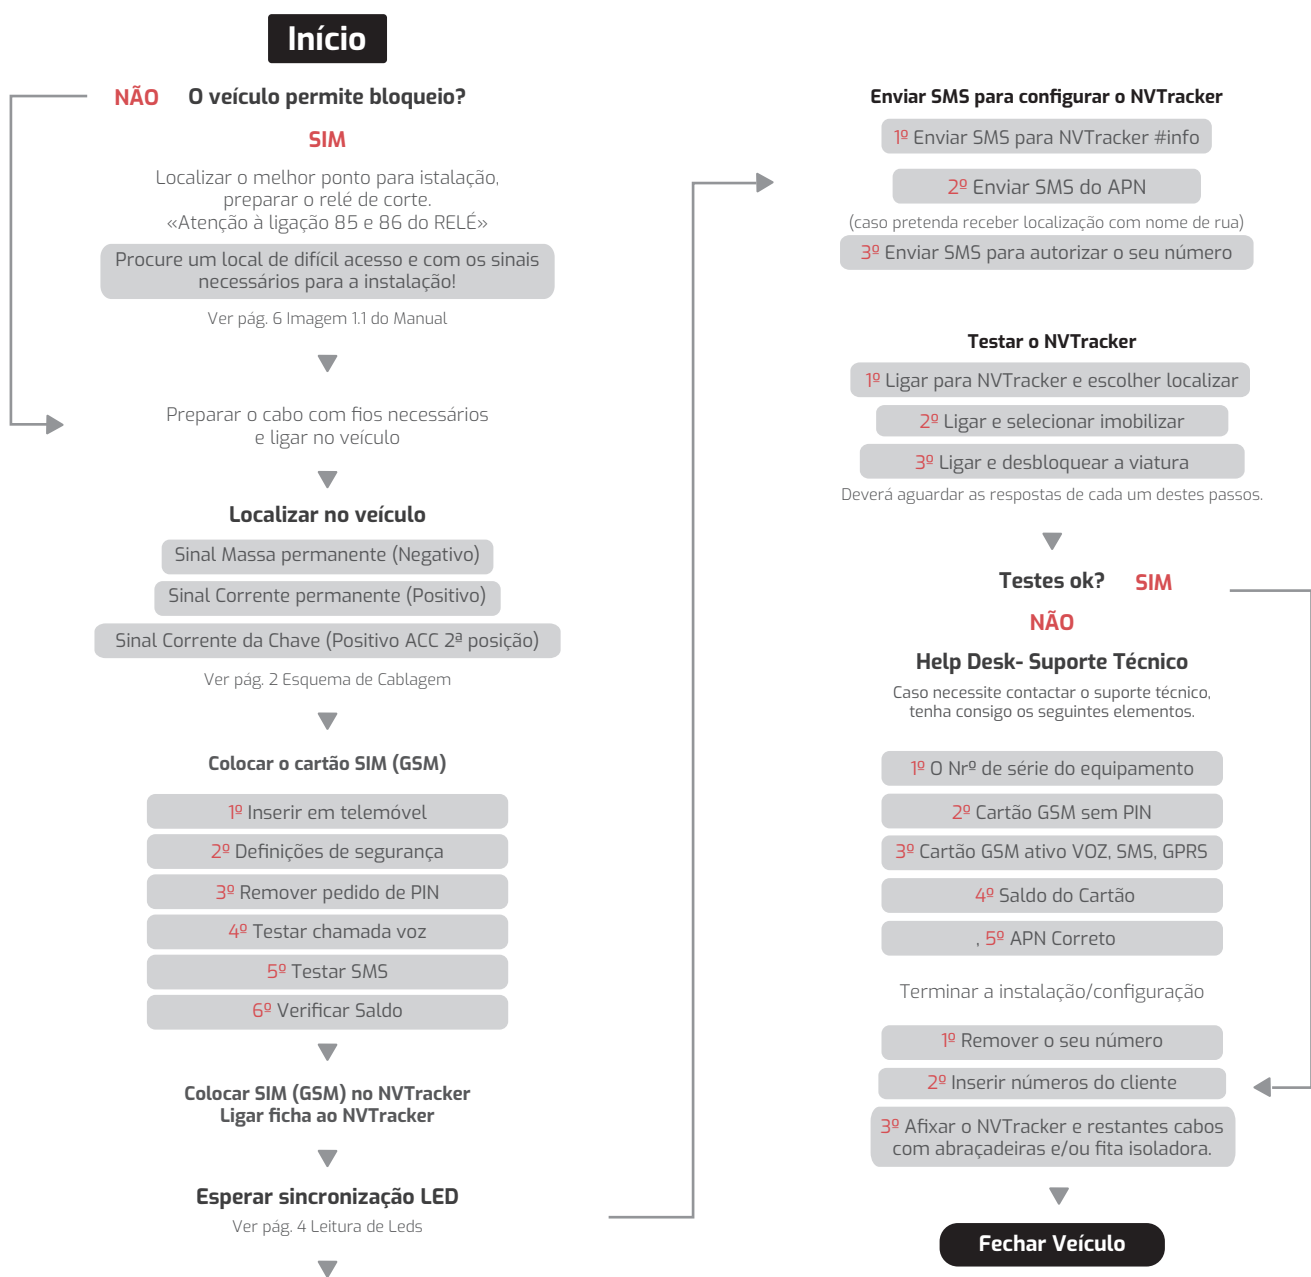 Início
NÃO O veículo permite bloqueio?
SIM
Localizar o melhor ponto para istalação,
preparar o relé de corte.
«Atenção à ligação 85 e 86 do RELÉ»
Procure um local de difícil acesso e com os sinais
necessários para a instalação!
Ver pág. 6 Imagem 1.1 do Manual
Preparar o cabo com fios necessários
e ligar no veículo
Localizar no veículo
Sinal Massa permanente (Negativo)
Sinal Corrente permanente (Positivo)
Sinal Corrente da Chave (Positivo ACC 2ª posição)
Ver pág. 2 Esquema de Cablagem
Colocar o cartão SIM (GSM)
1º Inserir em telemóvel
2º Definições de segurança
3º Remover pedido de PIN
4º Testar chamada voz
5º Testar SMS
6º Verificar Saldo
Colocar SIM (GSM) no NVTracker
Ligar ficha ao NVTracker
Esperar sincronização LED
Ver pág. 4 Leitura de Leds
Enviar SMS para configurar o NVTracker
1º Enviar SMS para NVTracker #info
2º Enviar SMS do APN
(caso pretenda receber localização com nome de rua)
3º Enviar SMS para autorizar o seu número
Testar o NVTracker
1º Ligar para NVTracker e escolher localizar
2º Ligar e selecionar imobilizar
3º Ligar e desbloquear a viatura
Deverá aguardar as respostas de cada um destes passos.
Testes ok? SIM
NÃO
Help Desk- Suporte Técnico
Caso necessite contactar o suporte técnico,
tenha consigo os seguintes elementos.
1º O Nrº de série do equipamento
2º Cartão GSM sem PIN
3º Cartão GSM ativo VOZ, SMS, GPRS
4º Saldo do Cartão
, 5º APN Correto
Terminar a instalação/configuração
1º Remover o seu número
2º Inserir números do cliente
3º Afixar o NVTracker e restantes cabos
com abraçadeiras e/ou fita isoladora.
Fechar Veículo